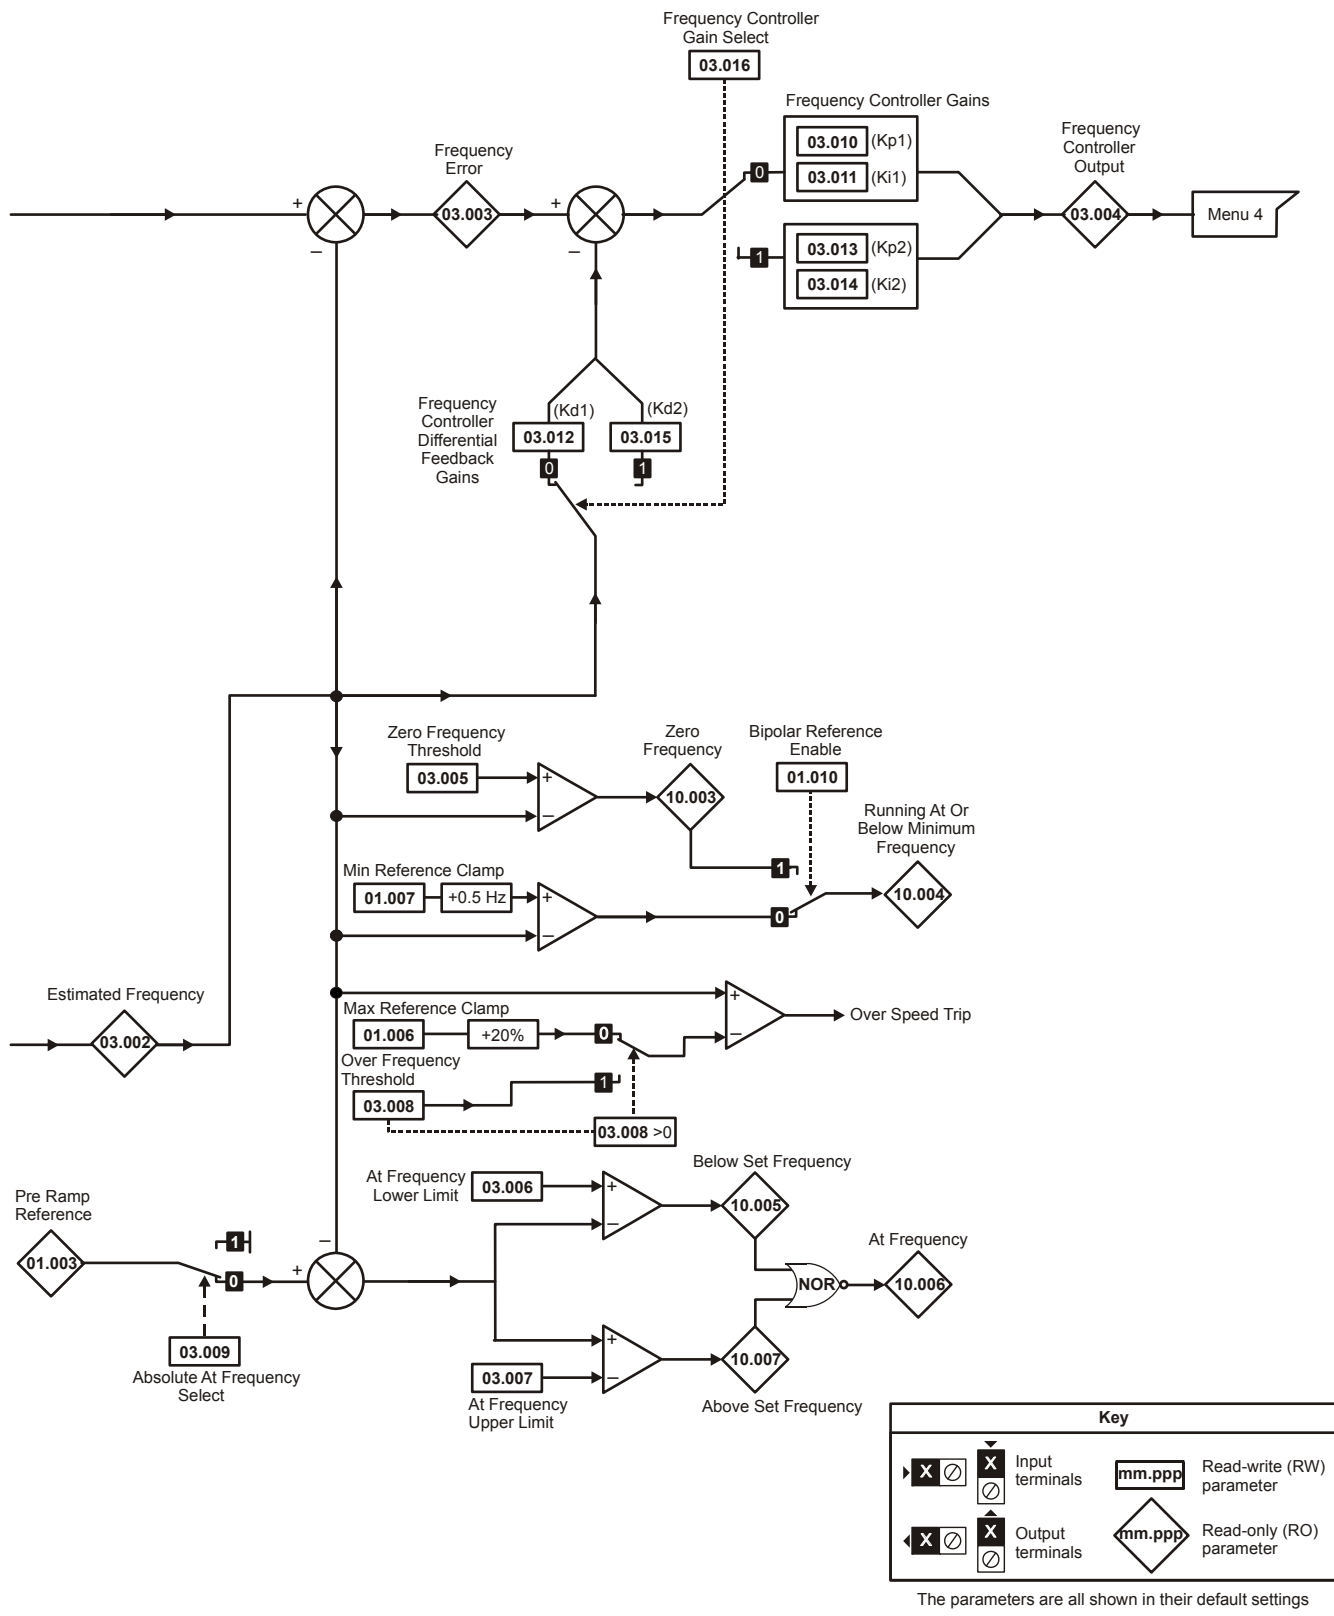 Frequency Controller
Gain Select
03.016
Frequency Controller Gains
03.010 (Kp1)
03.011 (Ki1)
0
Frequency
Controller
Output
Frequency
Error
+
03.003
+
03.004
Menu 4
–
–
1
03.013 (Kp2)
03.014 (Ki2)
Frequency
Controller
Differential
Feedback
Gains
(Kd1)
(Kd2)
03.012
03.015
0
1
Zero Frequency
Threshold
03.005
+
–
Zero
Frequency
10.003
Bipolar Reference
Enable
01.010
Running At Or
Below Minimum
Frequency
1
10.004
Min Reference Clamp
01.007
+0.5 Hz
+
–
0
Estimated Frequency
03.002
Max Reference Clamp
01.006
+20%
0
+
–
Over Speed Trip
Over Frequency
Threshold
03.008
1
03.008 >0
Pre Ramp
Reference
01.003
1
0
+
–
03.009
Absolute At Frequency
Select
At Frequency
Lower Limit
03.006
+
–
Below Set Frequency
10.005
At Frequency
NOR
10.006
+
–
03.007
At Frequency
Upper Limit
10.007
Above Set Frequency
Key
X
X
Input
terminals
mm.ppp
Read-write (RW)
parameter
X
X
Output
terminals
mm.ppp
Read-only (RO)
parameter
The parameters are all shown in their default settings